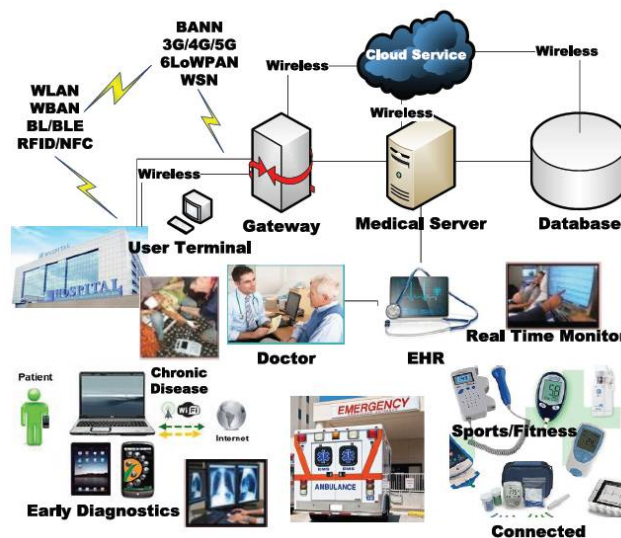 BANN
3G/4G/5G
6LoWPAN
WSN
Cloud Service
Wireless
Wireless
WLAN
WBAN
BL/BLE
RFID/NFC
Wireless
Gateway
Medical Server
Database
User Terminal
HOSPITAL
HOSPITAL
Doctor
EHR
Real Time Monitor
Patient
Chronic
Disease
WiFi
Internet
EMERGENCY
AMBULANCE
Sports/Fitness
Early Diagnostics
Connected